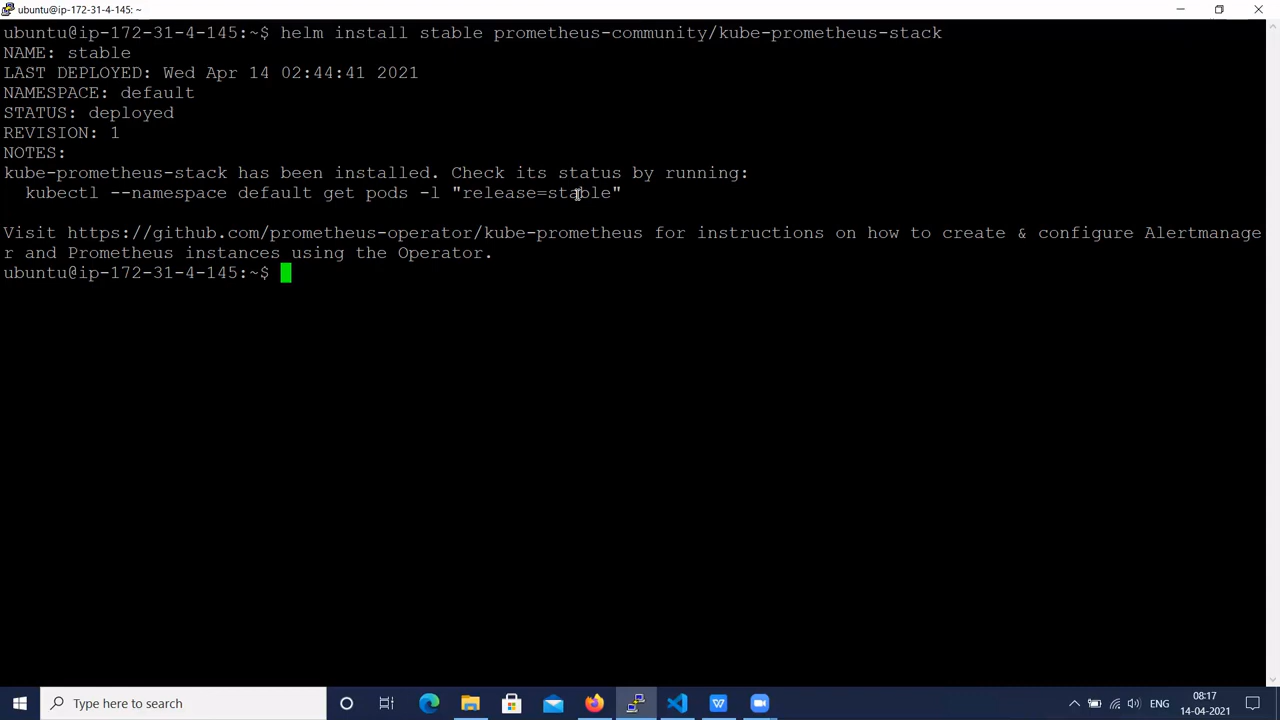 ubuntu@ip-172-31-4-145: ~
ubuntu@ip-172-31-4-145:~$ helm install stable prometheus-community/kube-prometheus-stack
NAME: stable
LAST DEPLOYED: Wed Apr 14 02:44:41 2021
NAMESPACE: default
STATUS: deployed
REVISION: 1
NOTES:
kube-prometheus-stack has been installed. Check its status by running:
  kubectl --namespace default get pods -l "release=stable"
Visit https://github.com/prometheus-operator/kube-prometheus for instructions on how to create & configure Alertmanage
r and Prometheus instances using the Operator.
ubuntu@ip-172-31-4-145:~$
Type here to search
W
ENG
08:17
14-04-2021